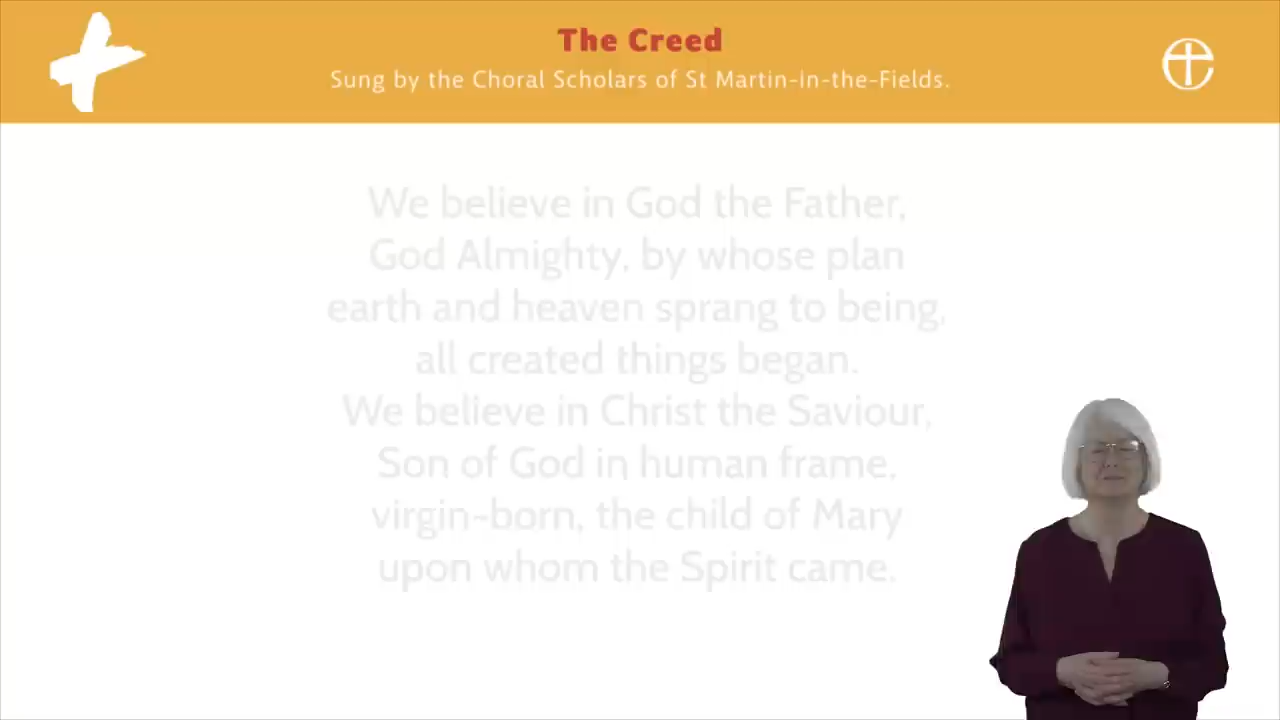 The Creed
Sung by the Choral Scholars of St Martin-in-the-Fields.
We believe in God the Father,
God Almighty, by whose plan
earth and heaven sprang to being,
all created things began.
We believe in Christ the Saviour,
Son of God in human frame,
virgin-born, the child of Mary
upon whom the Spirit came.